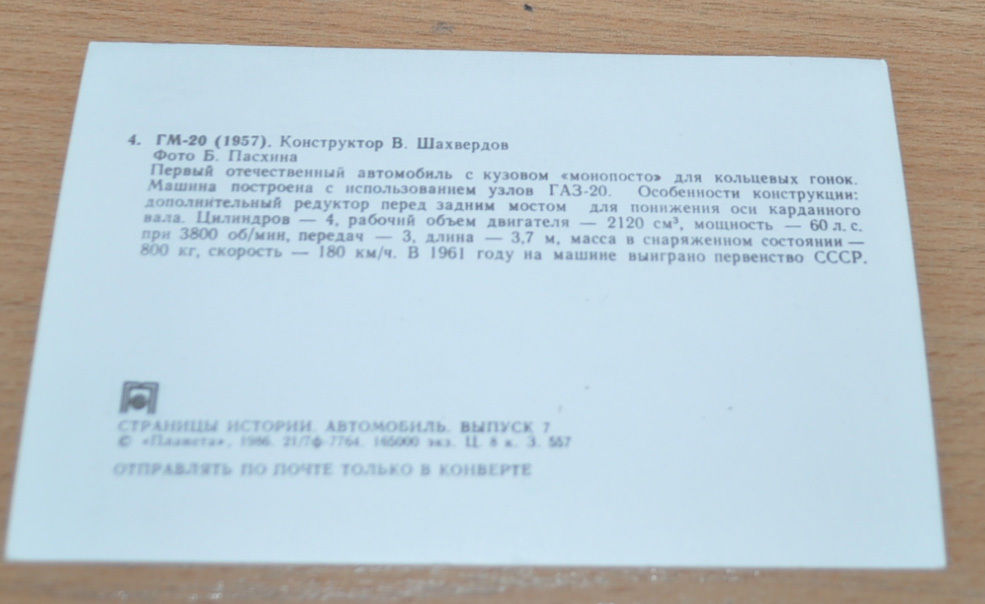 4. ГМ-20 (1957). Конструктор В. Шахвердов
Фото Б. Пасхина
Первый отечественный автомобиль с кузовом «монопосто» для кольцевых гонок.
Машина построена с использованием узлов ГАЗ-20. Особенности конструкции:
дополнительный редуктор перед задним мостом для понижения оси карданного
вала. Цилиндров — 4, рабочий объем двигателя — 2120 см³, мощность — 60 л. с.
при 3800 об/мин, передач — 3, длина — 3,7 м, масса в снаряженном состоянии —
800 кг, скорость — 180 км/ч. В 1961 году на машине выиграно первенство СССР.
СТРАНИЦЫ ИСТОРИИ. АВТОМОБИЛЬ. ВЫПУСК 7
© «Планета», 1986. 21/7ф-7764. 165000 экз. Ц. 8 к. З. 557
ОТПРАВЛЯТЬ ПО ПОЧТЕ ТОЛЬКО В КОНВЕРТЕ